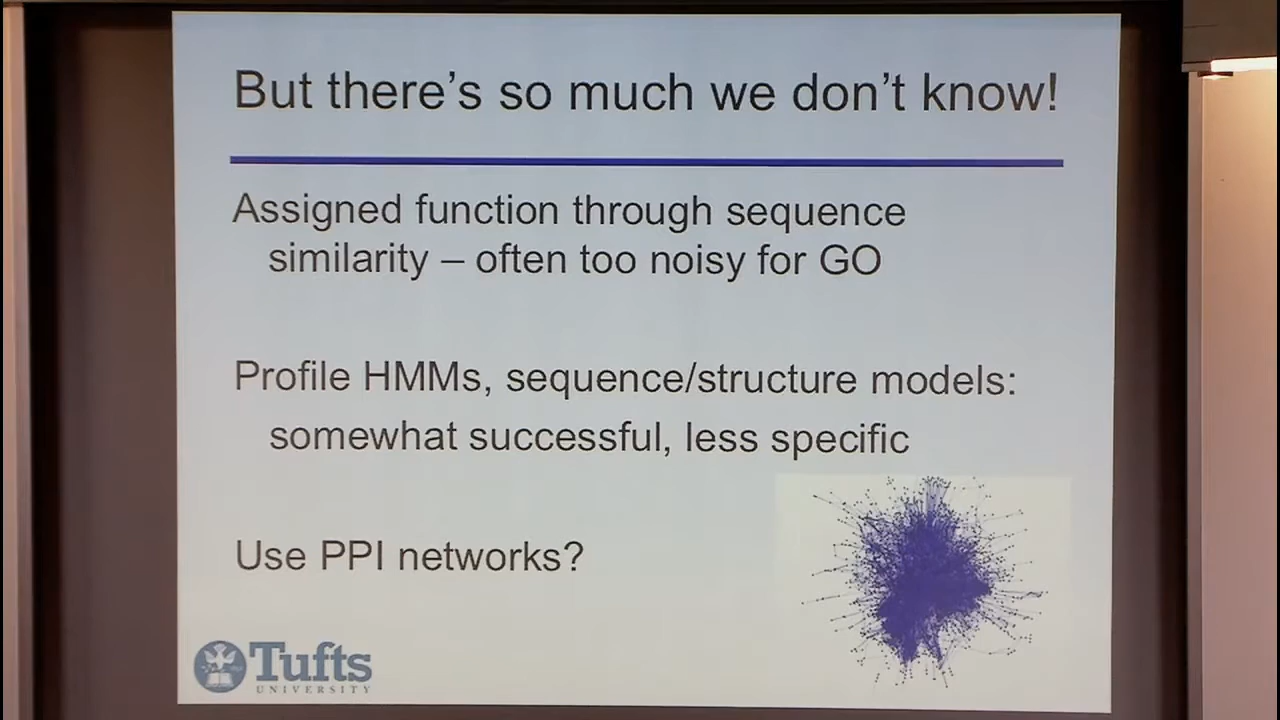 But there's so much we don't know!
Assigned function through sequence
similarity – often too noisy for GO
Profile HMMs, sequence/structure models:
somewhat successful, less specific
Use PPI networks?
Tufts
UNIVERSITY